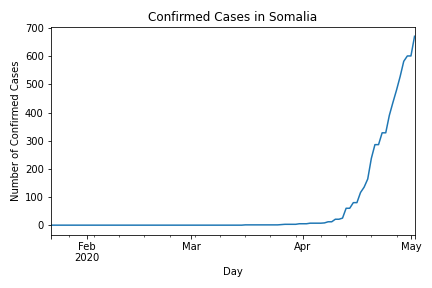 Confirmed Cases in Somalia
Number of Confirmed Cases
700
600
500
400
300
200
100
0
Feb
2020
Mar
Apr
May
Day